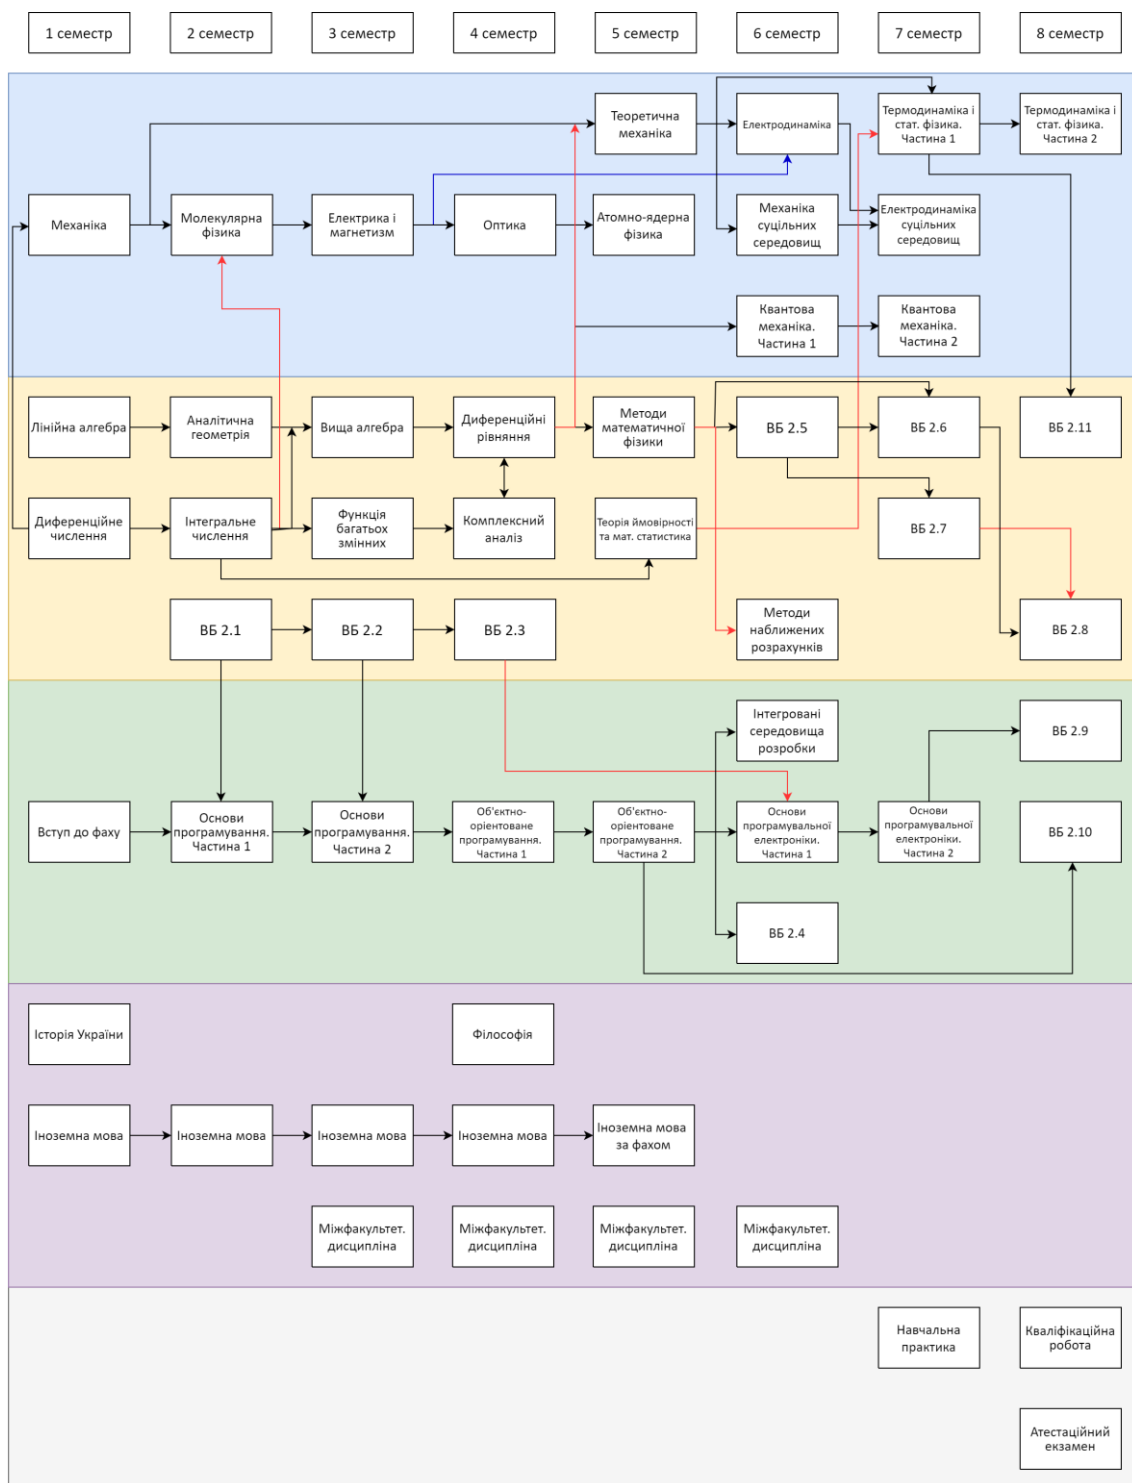 1 семестр
2 семестр
3 семестр
4 семестр
5 семестр
6 семестр
7 семестр
8 семестр
Теоретична
механіка
Електродинаміка
Термодинаміка і
стат. фізика.
Частина 1
Термодинаміка і
стат. фізика.
Частина 2
Механіка
Молекулярна
фізика
Електрика і
магнетизм
Оптика
Атомно-ядерна
фізика
Механіка
суцільних
середовищ
Електродинаміка
суцільних
середовищ
Квантова
механіка.
Частина 1
Квантова
механіка.
Частина 2
Лінійна алгебра
Аналітична
геометрія
Вища алгебра
Диференційні
рівняння
Методи
математичної
фізики
ВБ 2.5
ВБ 2.6
ВБ 2.11
Диференційне
числення
Інтегральне
числення
Функція
багатьох
змінних
Комплексний
аналіз
Теорія ймовірності
та мат. статистика
ВБ 2.7
ВБ 2.1
ВБ 2.2
ВБ 2.3
Методи
наближених
розрахунків
ВБ 2.8
Інтегровані
середовища
розробки
ВБ 2.9
Вступ до фаху
Основи
програмування.
Частина 1
Основи
програмування.
Частина 2
Об'єктно-
орієнтоване
програмування.
Частина 1
Об'єктно-
орієнтоване
програмування.
Частина 2
Основи
програмувальної
електроніки.
Частина 1
Основи
програмувальної
електроніки.
Частина 2
ВБ 2.10
ВБ 2.4
Історія України
Філософія
Іноземна мова
Іноземна мова
Іноземна мова
Іноземна мова
Іноземна мова
за фахом
Міжфакультет.
дисципліна
Міжфакультет.
дисципліна
Міжфакультет.
дисципліна
Міжфакультет.
дисципліна
Навчальна
практика
Кваліфікаційна
робота
Атестаційний
екзамен